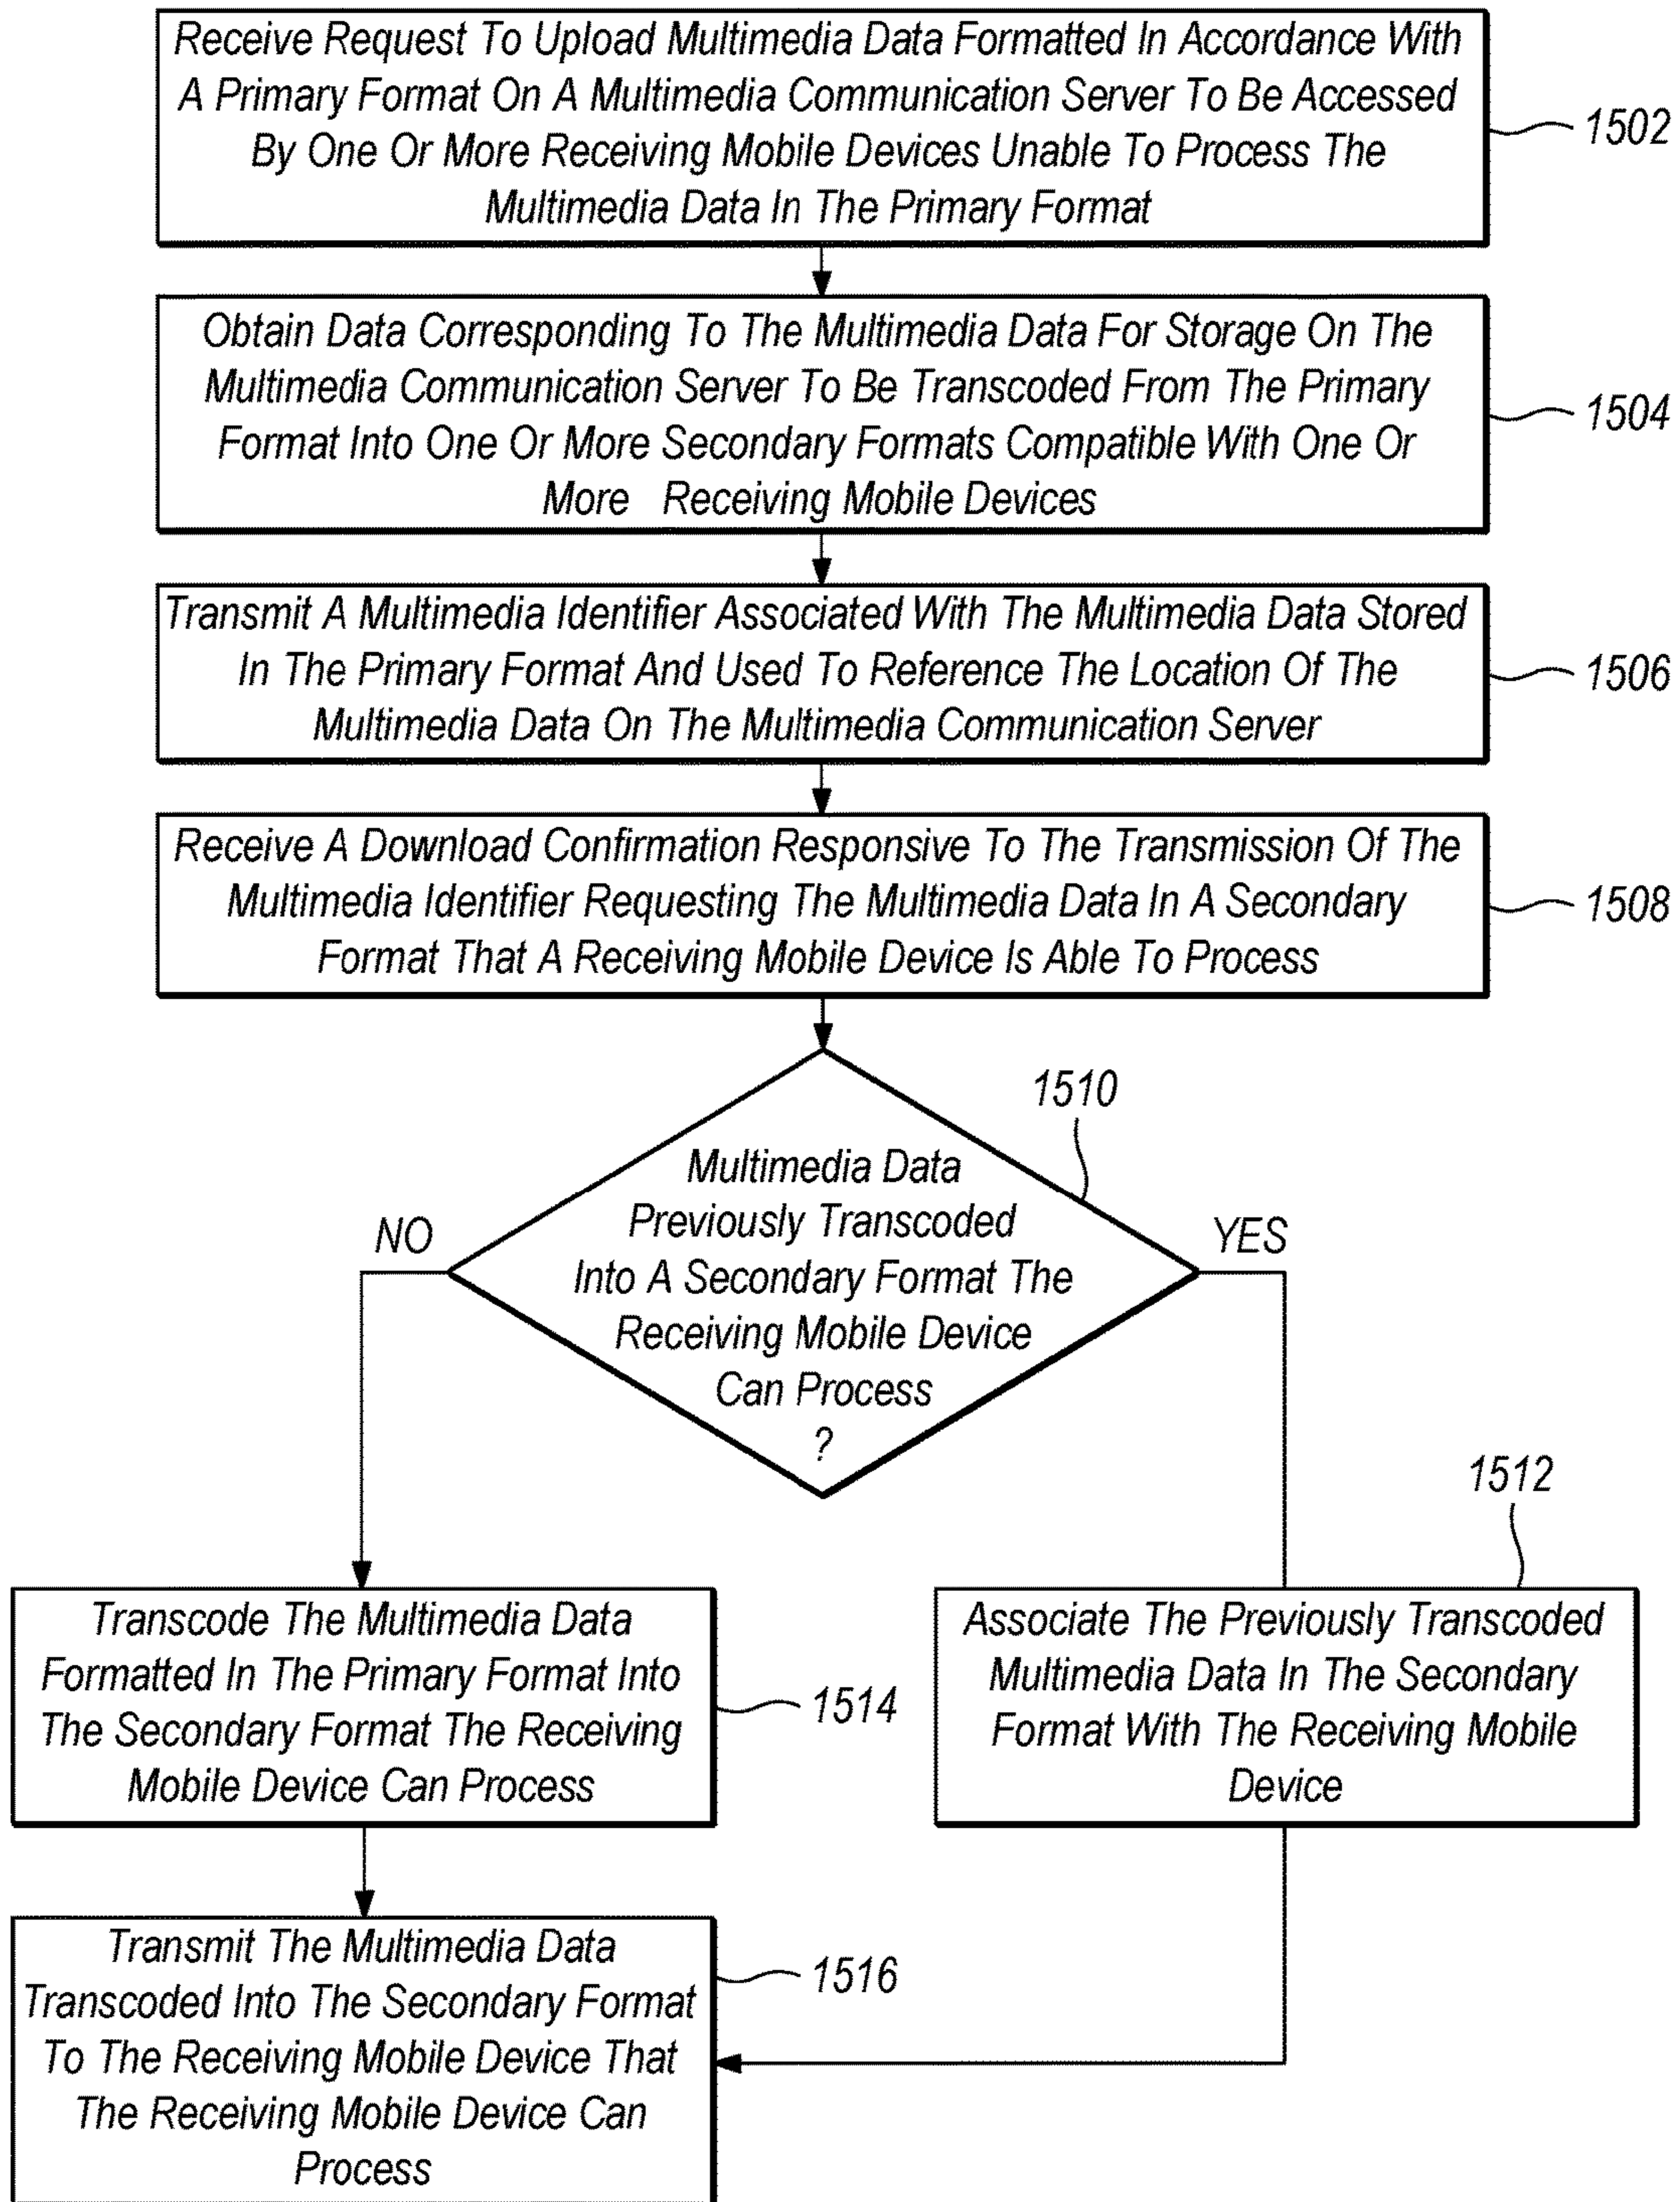 Receive Request To Upload Multimedia Data Formatted In Accordance With
A Primary Format On A Multimedia Communication Server To Be Accessed
By One Or More Receiving Mobile Devices Unable To Process The
Multimedia Data In The Primary Format
1502
Obtain Data Corresponding To The Multimedia Data For Storage On The
Multimedia Communication Server To Be Transcoded From The Primary
Format Into One Or More Secondary Formats Compatible With One Or
More Receiving Mobile Devices
1504
Transmit A Multimedia Identifier Associated With The Multimedia Data Stored
In The Primary Format And Used To Reference The Location Of The
Multimedia Data On The Multimedia Communication Server
1506
Receive A Download Confirmation Responsive To The Transmission Of The
Multimedia Identifier Requesting The Multimedia Data In A Secondary
Format That A Receiving Mobile Device Is Able To Process
1508
1510
Multimedia Data
Previously Transcoded
Into A Secondary Format The
Receiving Mobile Device
Can Process
?
NO
YES
1512
Transcode The Multimedia Data
Formatted In The Primary Format Into
The Secondary Format The Receiving
Mobile Device Can Process
1514
Associate The Previously Transcoded
Multimedia Data In The Secondary
Format With The Receiving Mobile
Device
Transmit The Multimedia Data
Transcoded Into The Secondary Format
To The Receiving Mobile Device That
The Receiving Mobile Device Can
Process
1516